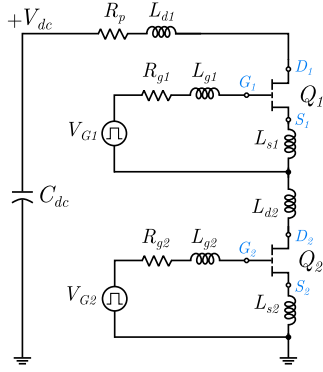 +V_dc R_p L_d1
D_1
R_g1 L_g1 G_1 Q_1
V_G1 S_1
L_s1
C_dc L_d2
R_g2 L_g2 G_2 D_2
Q_2
V_G2 S_2
L_s2